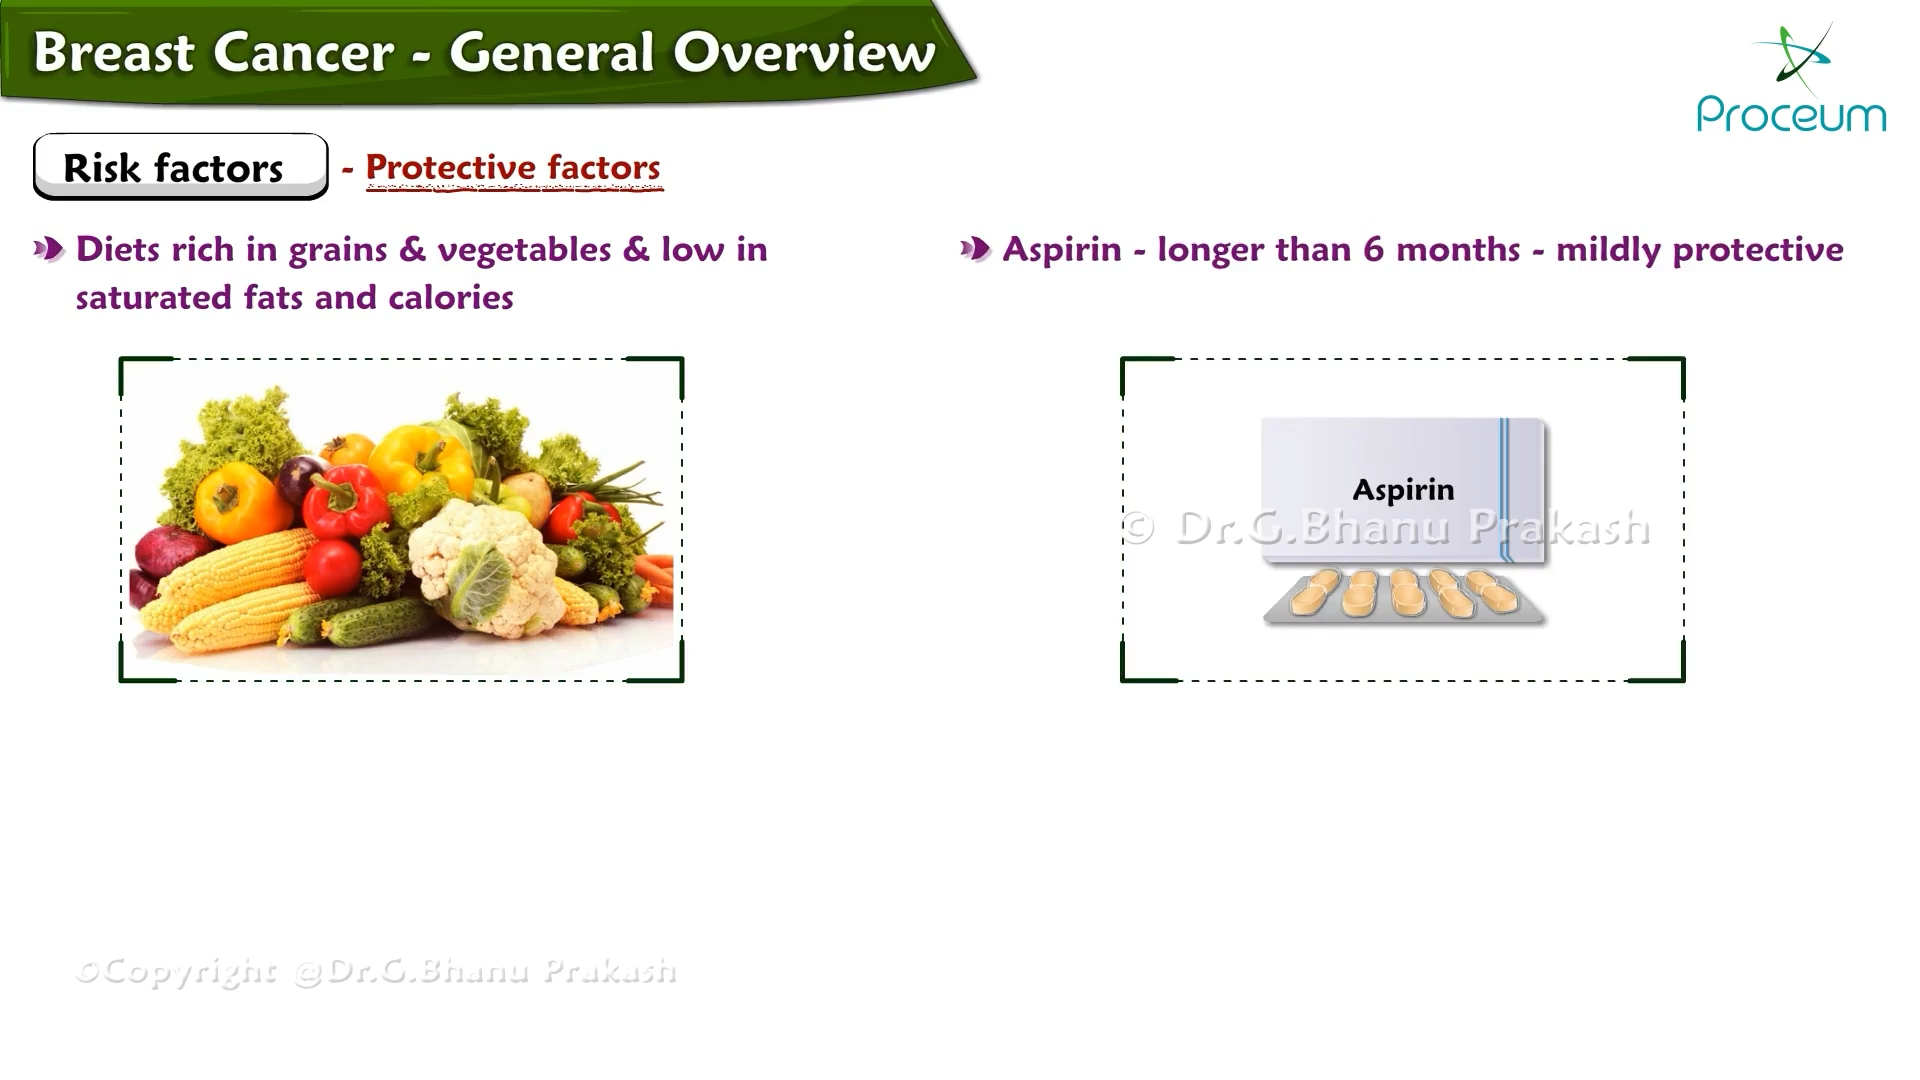 Breast Cancer - General Overview
Proceum
Risk factors - Protective factors
Diets rich in grains & vegetables & low in
saturated fats and calories
Aspirin - longer than 6 months - mildly protective
Aspirin
© Dr.G.Bhanu Prakash
©Copyright @Dr.G.Bhanu Prakash